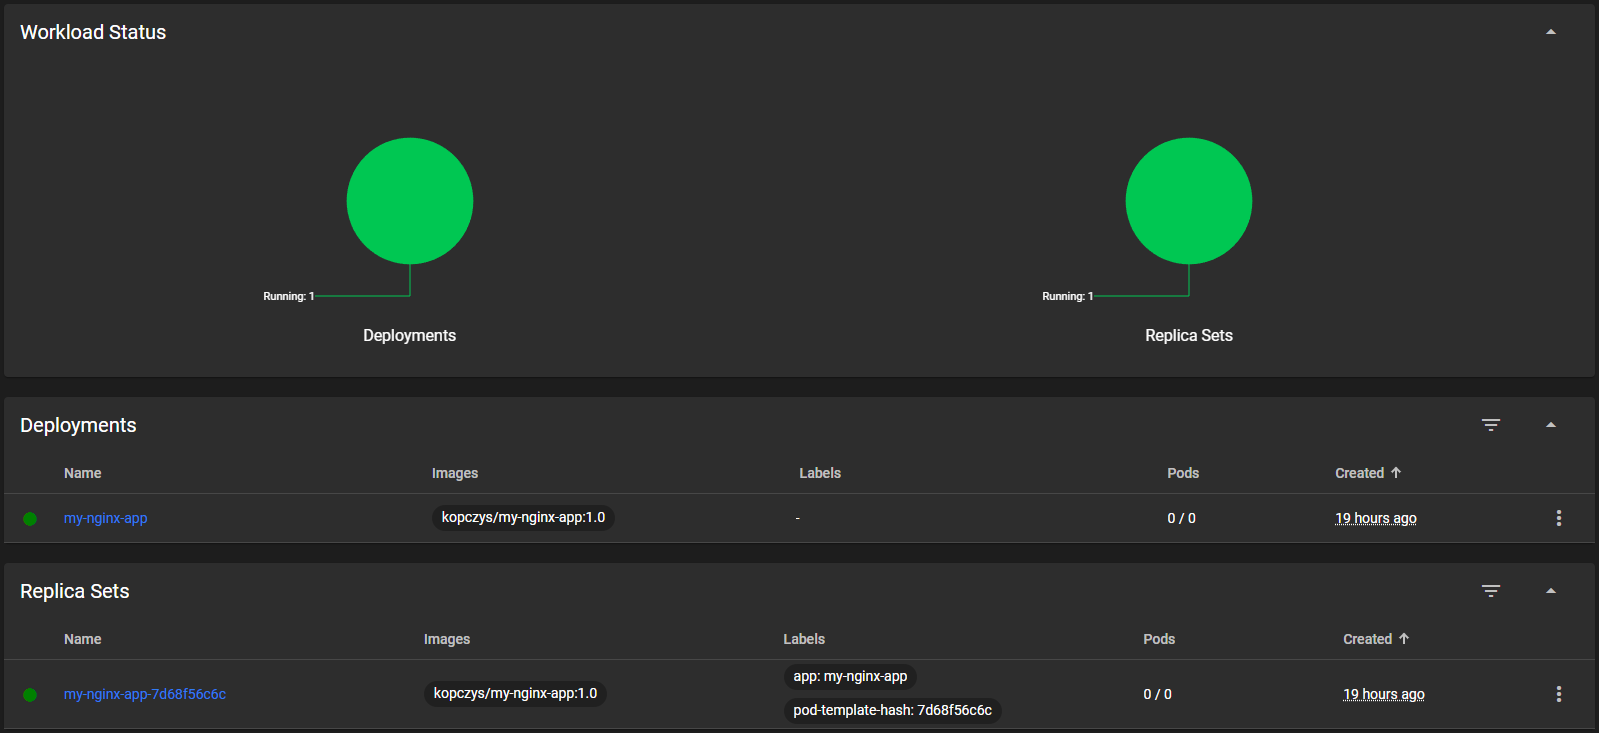 Workload Status
Running: 1
Deployments
Running: 1
Replica Sets
Deployments
Name Images Labels Pods Created
my-nginx-app kopczys/my-nginx-app:1.0 - 0 / 0 19 hours ago
Replica Sets
Name Images Labels Pods Created
my-nginx-app-7d68f56c6c kopczys/my-nginx-app:1.0 app: my-nginx-app 0 / 0 19 hours ago
pod-template-hash: 7d68f56c6c